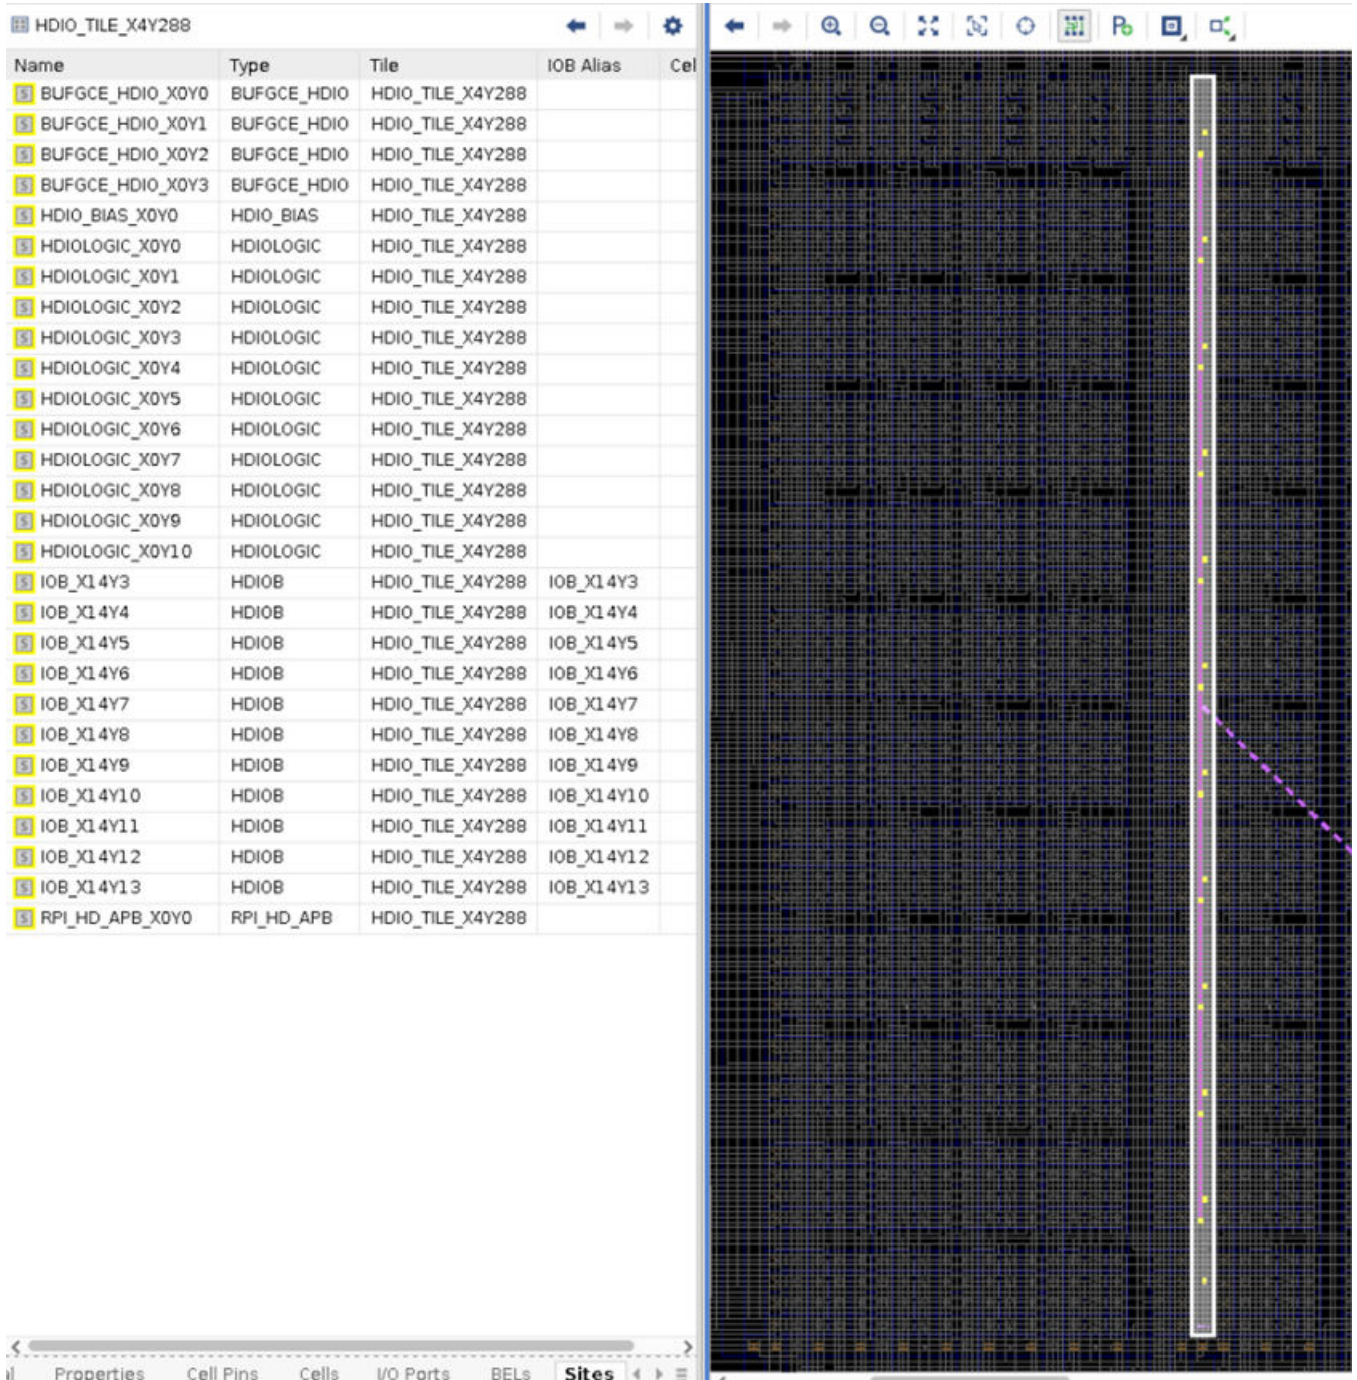 HDIO_TILE_X4Y288
Name Type Tile IOB Alias Cel
BUFGCE_HDIO_X0Y0 BUFGCE_HDIO HDIO_TILE_X4Y288
BUFGCE_HDIO_X0Y1 BUFGCE_HDIO HDIO_TILE_X4Y288
BUFGCE_HDIO_X0Y2 BUFGCE_HDIO HDIO_TILE_X4Y288
BUFGCE_HDIO_X0Y3 BUFGCE_HDIO HDIO_TILE_X4Y288
HDIO_BIAS_X0Y0 HDIO_BIAS HDIO_TILE_X4Y288
HDIOLOGIC_X0Y0 HDIOLOGIC HDIO_TILE_X4Y288
HDIOLOGIC_X0Y1 HDIOLOGIC HDIO_TILE_X4Y288
HDIOLOGIC_X0Y2 HDIOLOGIC HDIO_TILE_X4Y288
HDIOLOGIC_X0Y3 HDIOLOGIC HDIO_TILE_X4Y288
HDIOLOGIC_X0Y4 HDIOLOGIC HDIO_TILE_X4Y288
HDIOLOGIC_X0Y5 HDIOLOGIC HDIO_TILE_X4Y288
HDIOLOGIC_X0Y6 HDIOLOGIC HDIO_TILE_X4Y288
HDIOLOGIC_X0Y7 HDIOLOGIC HDIO_TILE_X4Y288
HDIOLOGIC_X0Y8 HDIOLOGIC HDIO_TILE_X4Y288
HDIOLOGIC_X0Y9 HDIOLOGIC HDIO_TILE_X4Y288
HDIOLOGIC_X0Y10 HDIOLOGIC HDIO_TILE_X4Y288
IOB_X14Y3 HDIOB HDIO_TILE_X4Y288 IOB_X14Y3
IOB_X14Y4 HDIOB HDIO_TILE_X4Y288 IOB_X14Y4
IOB_X14Y5 HDIOB HDIO_TILE_X4Y288 IOB_X14Y5
IOB_X14Y6 HDIOB HDIO_TILE_X4Y288 IOB_X14Y6
IOB_X14Y7 HDIOB HDIO_TILE_X4Y288 IOB_X14Y7
IOB_X14Y8 HDIOB HDIO_TILE_X4Y288 IOB_X14Y8
IOB_X14Y9 HDIOB HDIO_TILE_X4Y288 IOB_X14Y9
IOB_X14Y10 HDIOB HDIO_TILE_X4Y288 IOB_X14Y10
IOB_X14Y11 HDIOB HDIO_TILE_X4Y288 IOB_X14Y11
IOB_X14Y12 HDIOB HDIO_TILE_X4Y288 IOB_X14Y12
IOB_X14Y13 HDIOB HDIO_TILE_X4Y288 IOB_X14Y13
RPI_HD_APB_X0Y0 RPI_HD_APB HDIO_TILE_X4Y288
Properties Cell Pins Cells I/O Ports BELs Sites